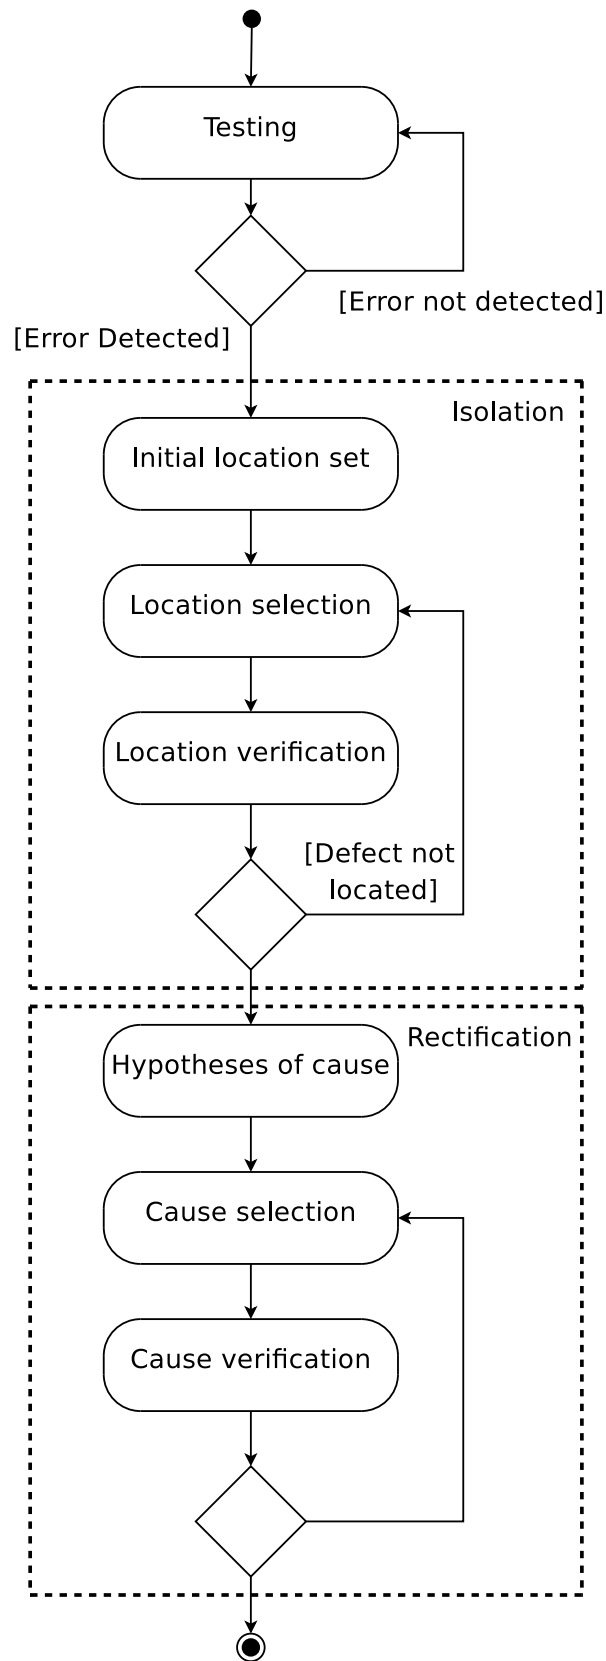 Testing
[Error not detected]
[Error Detected]
Isolation
Initial location set
Location selection
Location verification
[Defect not
located]
Rectification
Hypotheses of cause
Cause selection
Cause verification